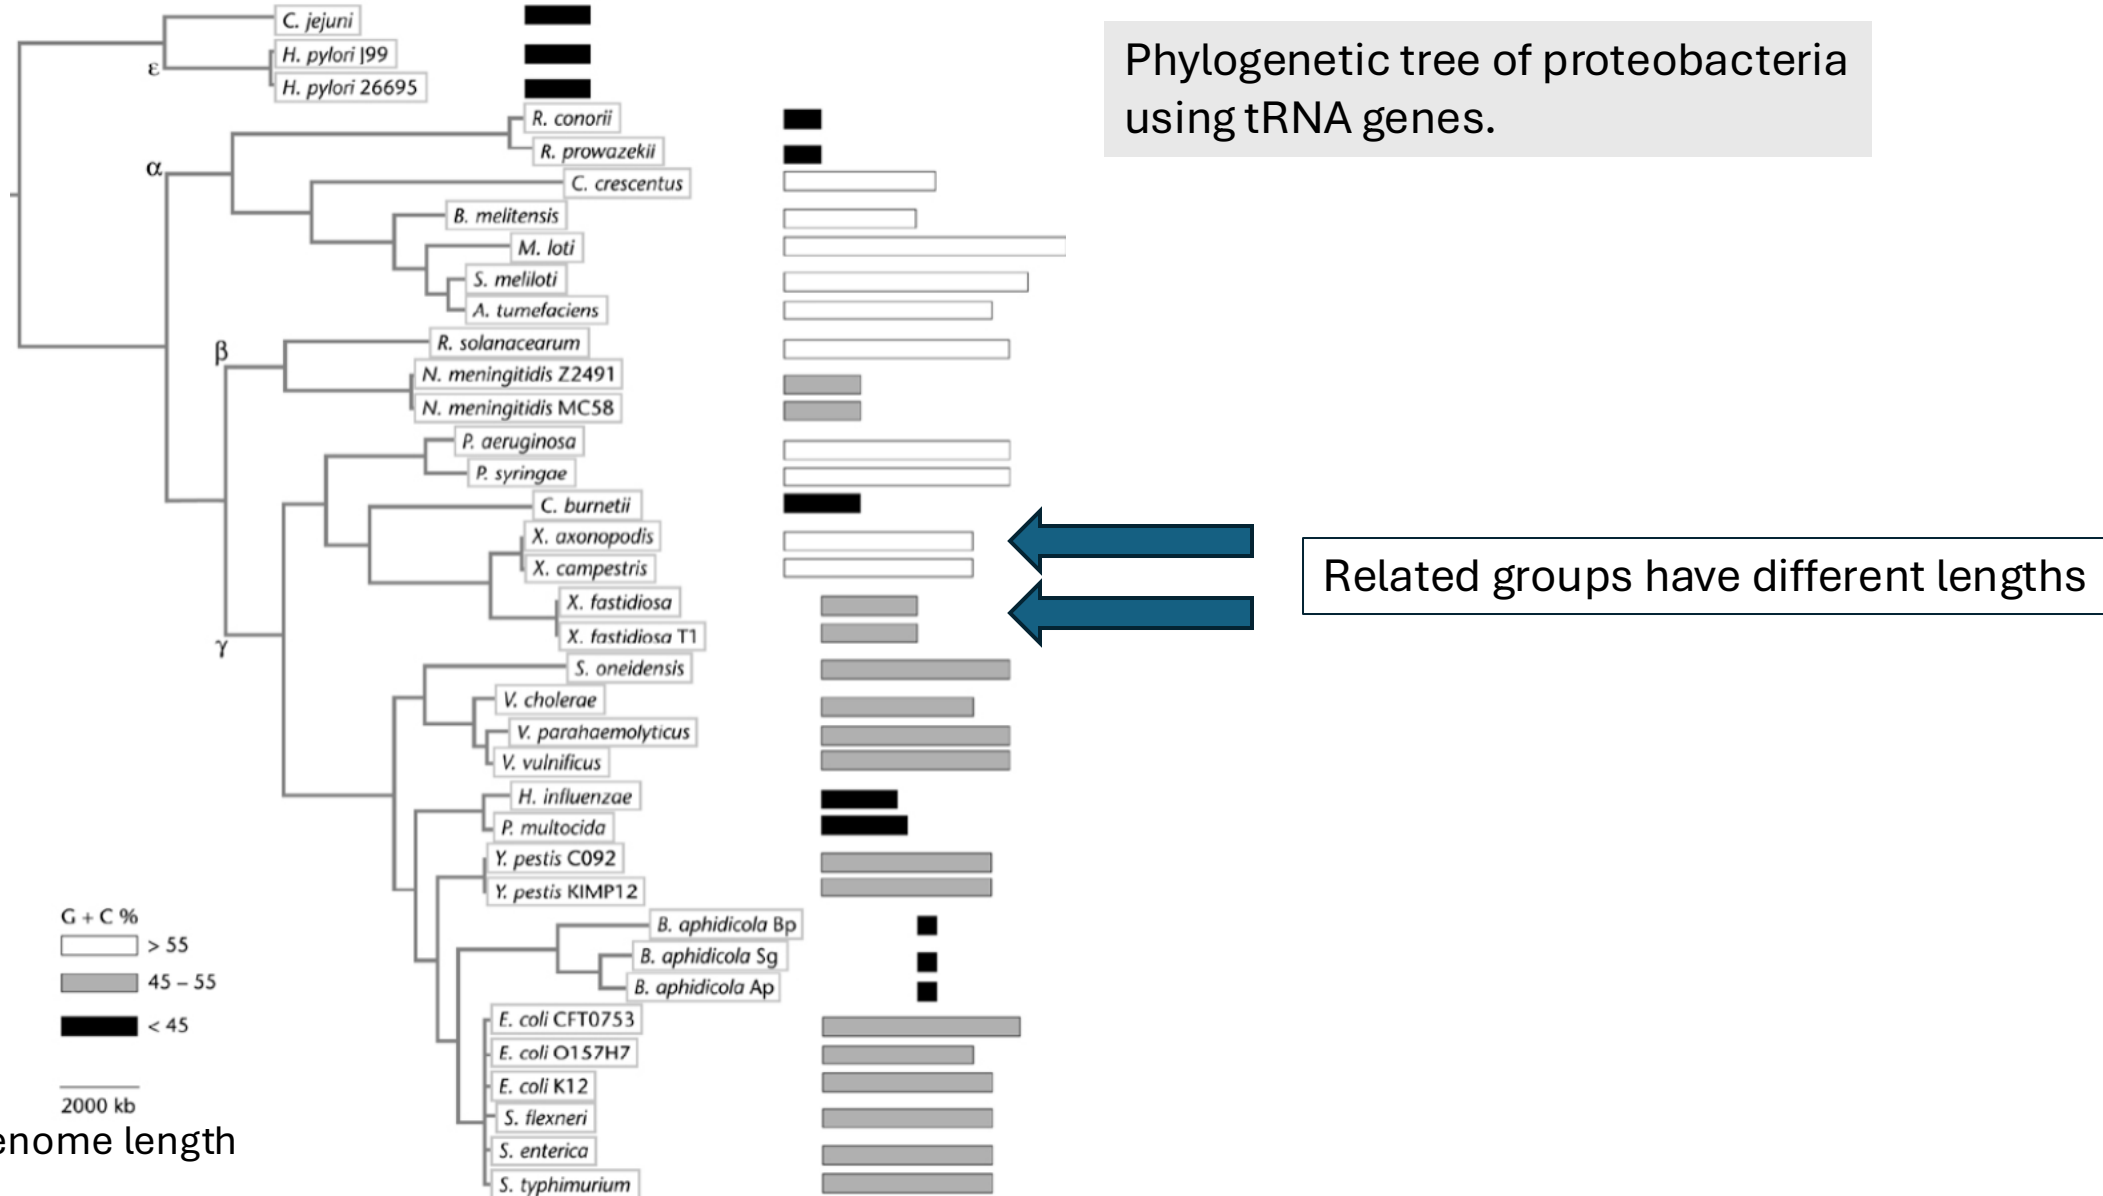 C. jejuni
H. pylori J99
ε
H. pylori 26695
Phylogenetic tree of proteobacteria
using tRNA genes.
R. conorii
R. prowazekii
α
C. crescentus
B. melitensis
M. loti
S. meliloti
A. tumefaciens
R. solanacearum
β
N. meningitidis Z2491
N. meningitidis MC58
P. aeruginosa
P. syringae
C. burnetii
X. axonopodis
X. campestris
Related groups have different lengths
X. fastidiosa
X. fastidiosa T1
γ
S. oneidensis
V. cholerae
V. parahaemolyticus
V. vulnificus
H. influenzae
P. multocida
Y. pestis C092
Y. pestis KIMP12
B. aphidicola Bp
B. aphidicola Sg
B. aphidicola Ap
E. coli CFT0753
E. coli O157H7
E. coli K12
S. flexneri
S. enterica
S. typhimurium
G + C %
> 55
45 – 55
< 45
2000 kb
enome length